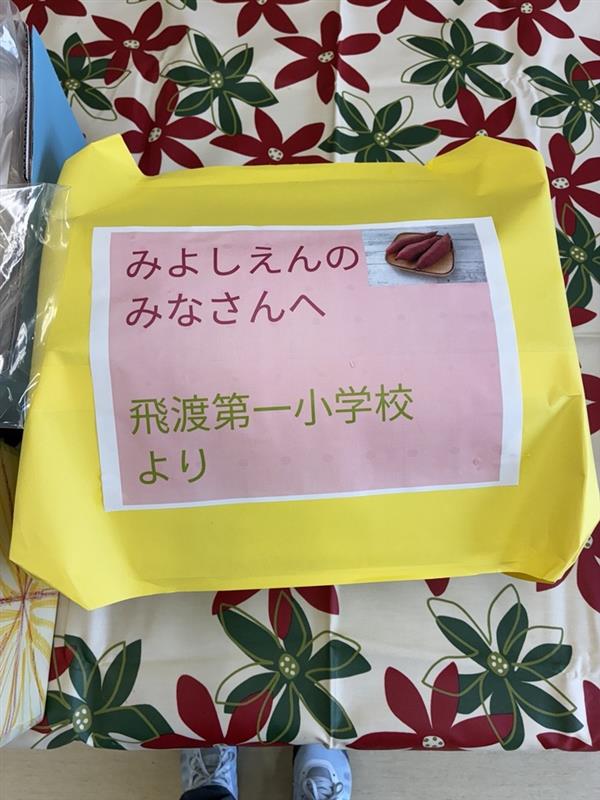 みよしえんの
みなさんへ
飛渡第一小学校
より